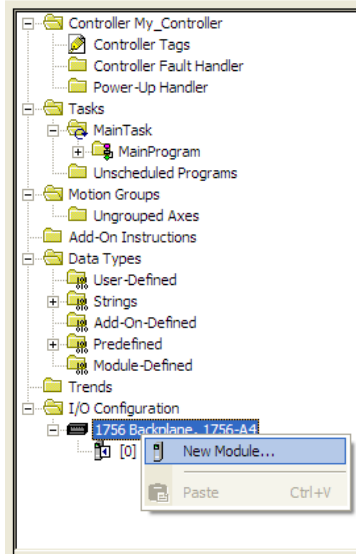 Controller My_Controller
Controller Tags
Controller Fault Handler
Power-Up Handler
Tasks
MainTask
MainProgram
Unscheduled Programs
Motion Groups
Ungrouped Axes
Add-On Instructions
Data Types
User-Defined
Strings
Add-On-Defined
Predefined
Module-Defined
Trends
I/O Configuration
1756 Backplane, 1756-A4
[0]
New Module...
Paste Ctrl+V